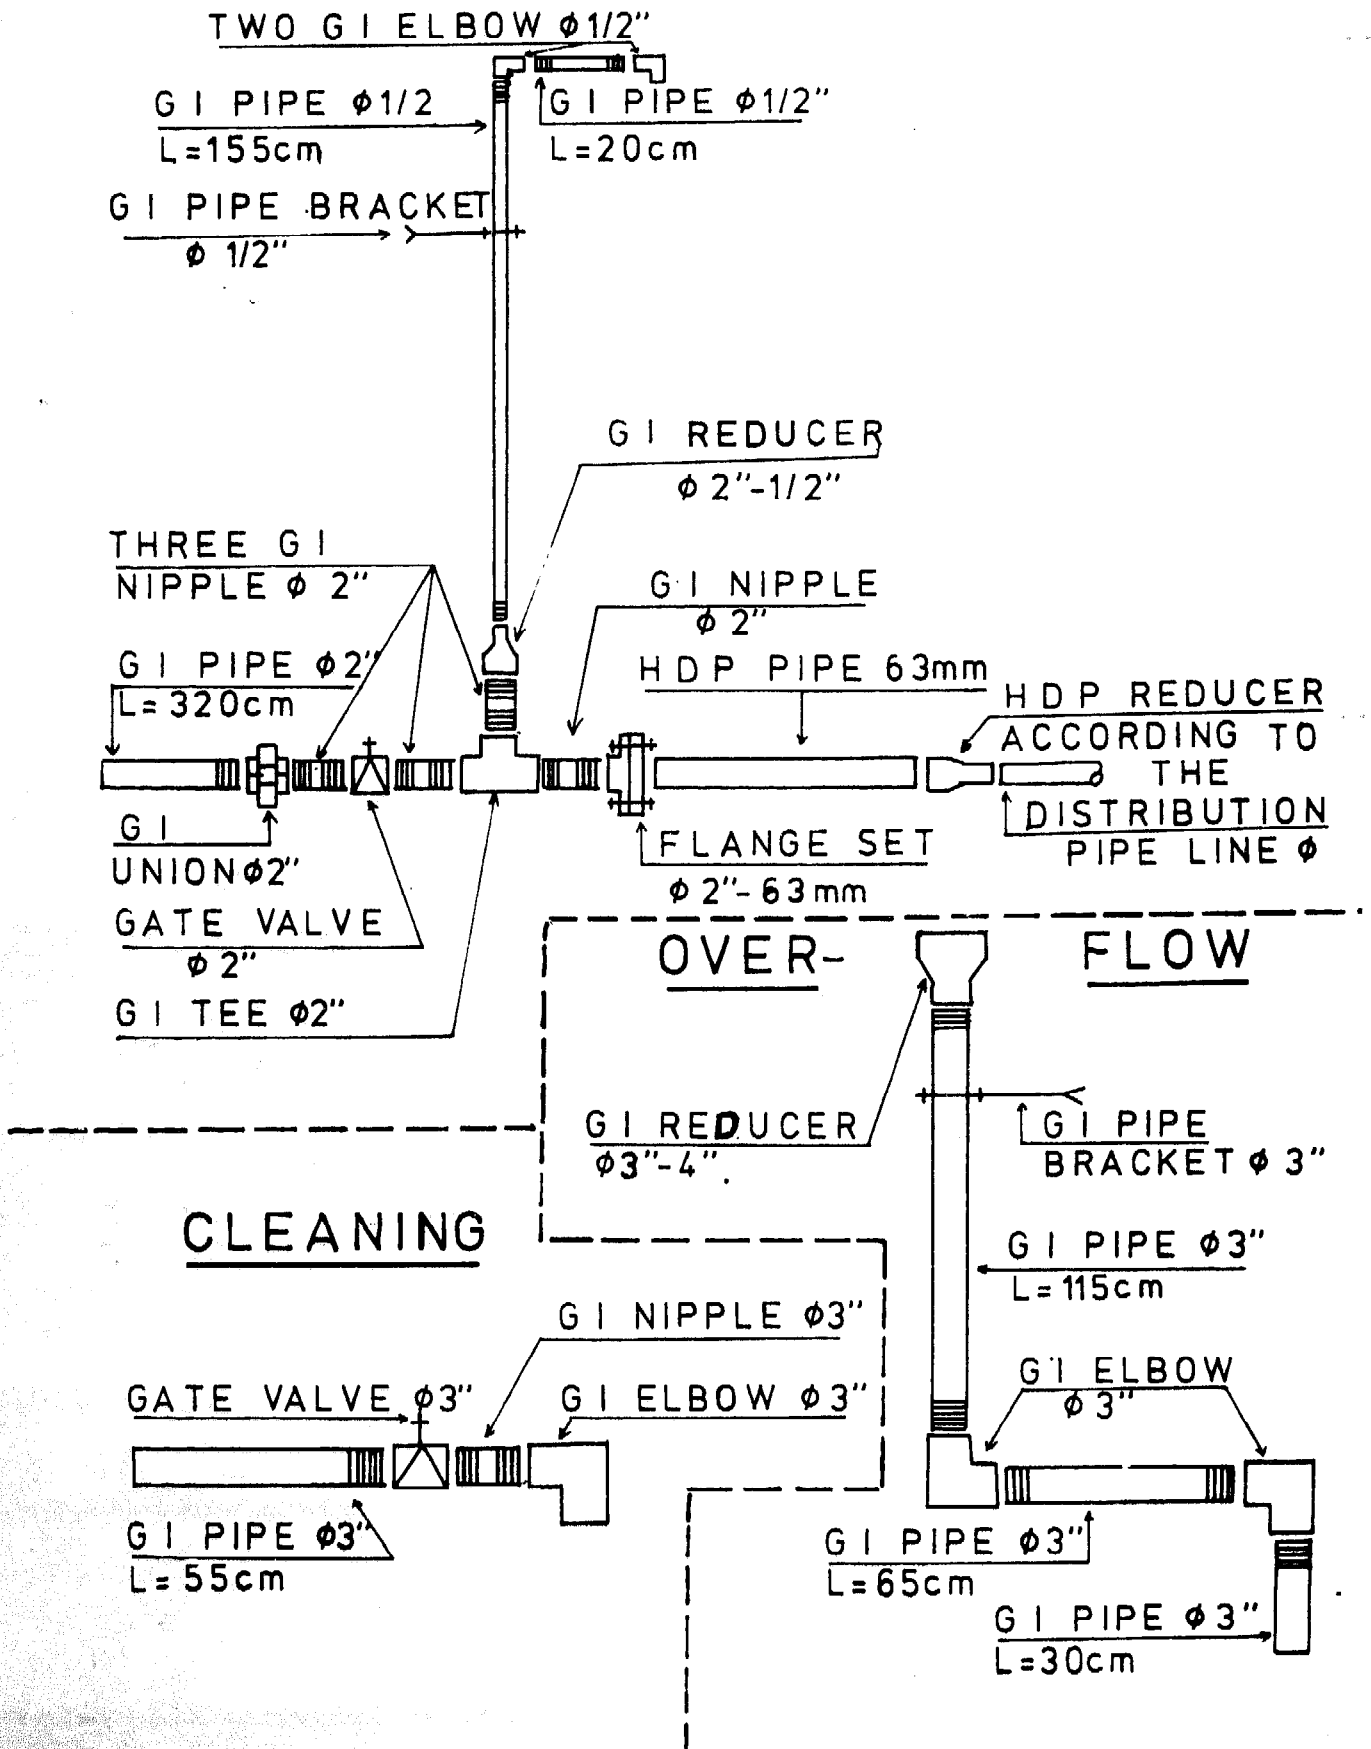 TWO GI ELBOW ϕ1/2"
GI PIPE ϕ1/2
L=155cm
GI PIPE ϕ1/2"
L=20cm
GI PIPE BRACKET
ϕ 1/2"
GI REDUCER
ϕ 2"-1/2"
THREE GI
NIPPLE ϕ 2"
GI NIPPLE
ϕ 2"
GI PIPE ϕ2"
L=320cm
HDP PIPE 63mm
HDP REDUCER
ACCORDING TO
THE
DISTRIBUTION
PIPE LINE ϕ
GI
UNION ϕ2"
FLANGE SET
ϕ 2"-63mm
GATE VALVE
ϕ 2"
GI TEE ϕ2"
OVER- FLOW
GI REDUCER
ϕ3"-4"
GI PIPE
BRACKET ϕ 3"
GI PIPE ϕ3"
L=115cm
GI ELBOW
ϕ 3"
GI PIPE ϕ3"
L=65cm
GI PIPE ϕ3"
L=30cm
CLEANING
GI NIPPLE ϕ3"
GATE VALVE ϕ3"
GI ELBOW ϕ3"
GI PIPE ϕ3"
L=55cm